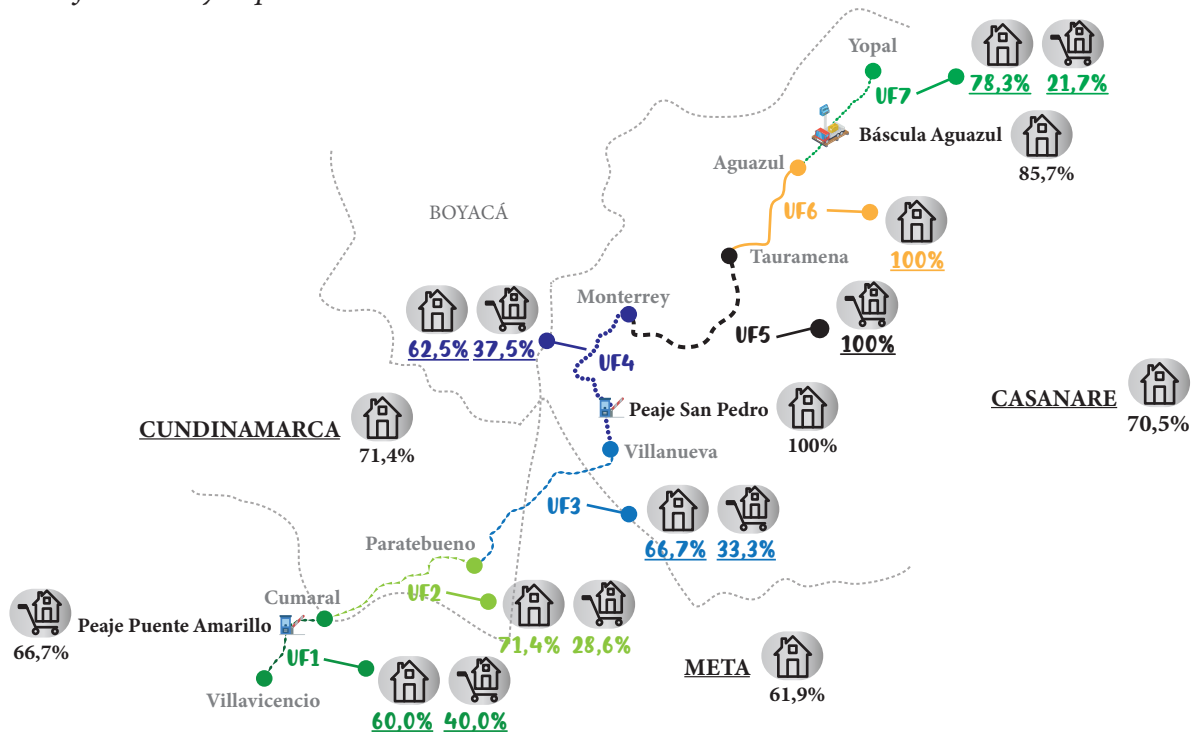 Yopal
UF7
78,3% 21,7%
Báscula Aguazul
85,7%
Aguazul
BOYACÁ
UF6
100%
Tauramena
Monterrey
62,5% 37,5%
UF4
UF5
100%
CASANARE
70,5%
Peaje San Pedro
100%
CUNDINAMARCA
71,4%
Villanueva
UF3
66,7% 33,3%
Paratebueno
UF2
71,4% 28,6%
Cumaral
Peaje Puente Amarillo
66,7%
UF1
META
61,9%
Villavicencio
60,0% 40,0%